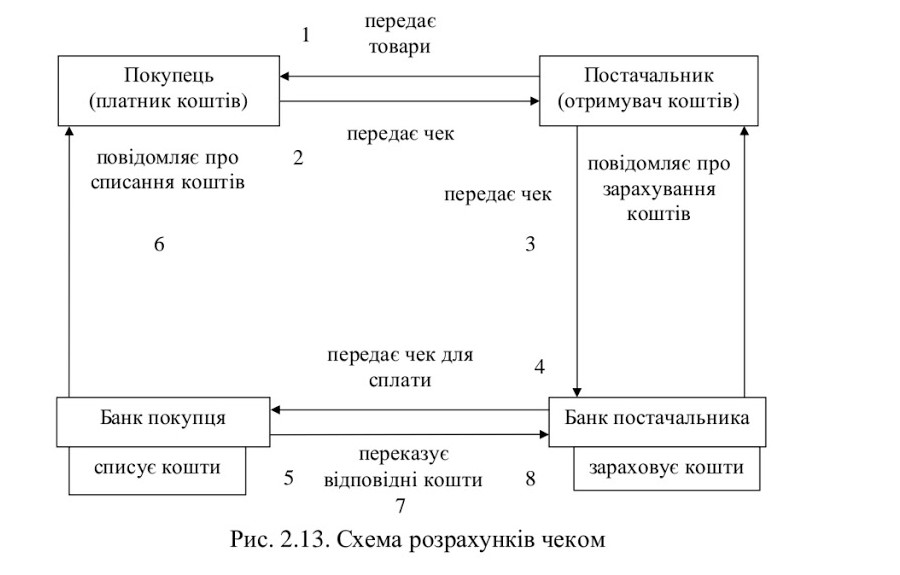 1
передає
товари
Покупець
(платник коштів)
Постачальник
(отримувач коштів)
передає чек
2
повідомляє про
списання коштів
передає чек
повідомляє про
зарахування
коштів
6
3
передає чек для
сплати
4
Банк покупця
Банк постачальника
списує кошти
5
переказує
відповідні кошти
7
8
зараховує кошти
Рис. 2.13. Схема розрахунків чеком